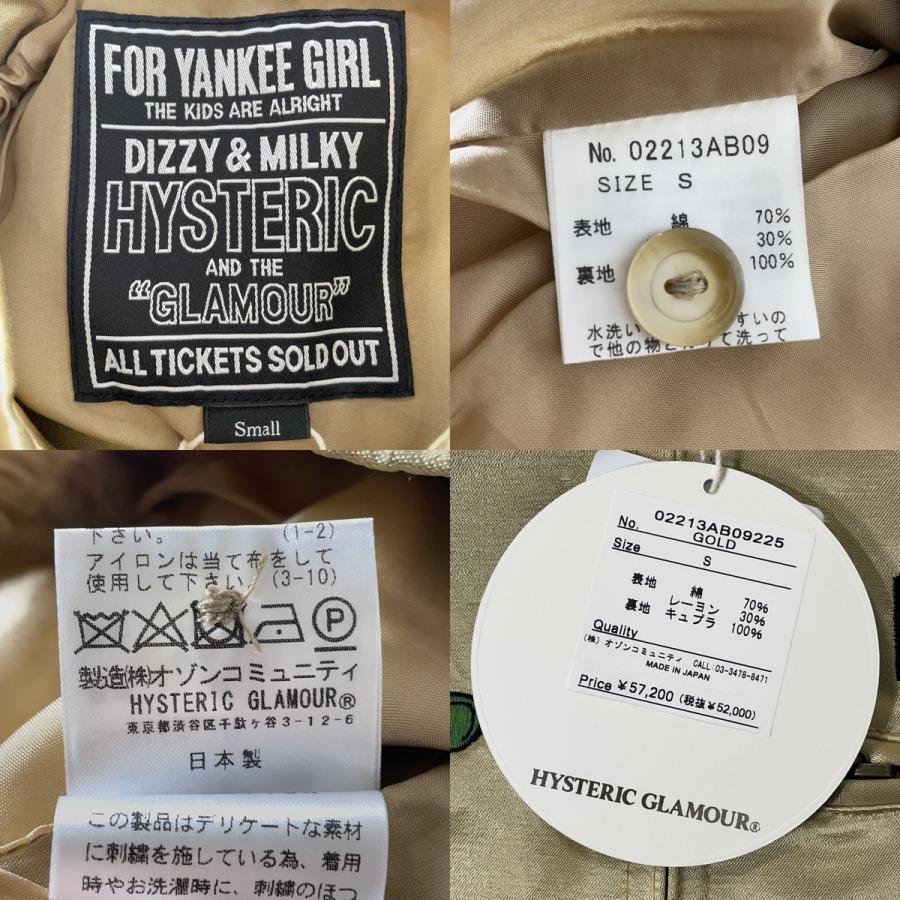 FOR YANKEE GIRL
THE KIDS ARE ALRIGHT
DIZZY & MILKY
HYSTERIC
AND THE
"GLAMOUR"
ALL TICKETS SOLD OUT
Small
No. 02213AB09
SIZE S
表地 綿 70%
30%
裏地 100%
水洗い すいの
で他の物と て洗って
下さい。 (1-2)
アイロンは当て布をして
使用して下さい (3-10)
P
製造(株)オゾンコミュニティ
HYSTERIC GLAMOUR®
東京都渋谷区千駄ヶ谷3-12-6
日本製
この製品はデリケートな素材
に刺繍を施している為、着用
時やお洗濯時に、刺繍のほつ
No. 02213AB09225
GOLD
Size S
表地 綿 70%
レーヨン 30%
裏地 キュプラ 100%
Quality
(株)オゾンコミュニティ CALL:03-3478-8471
MADE IN JAPAN
Price ¥57,200 (税抜¥52,000)
HYSTERIC GLAMOUR®